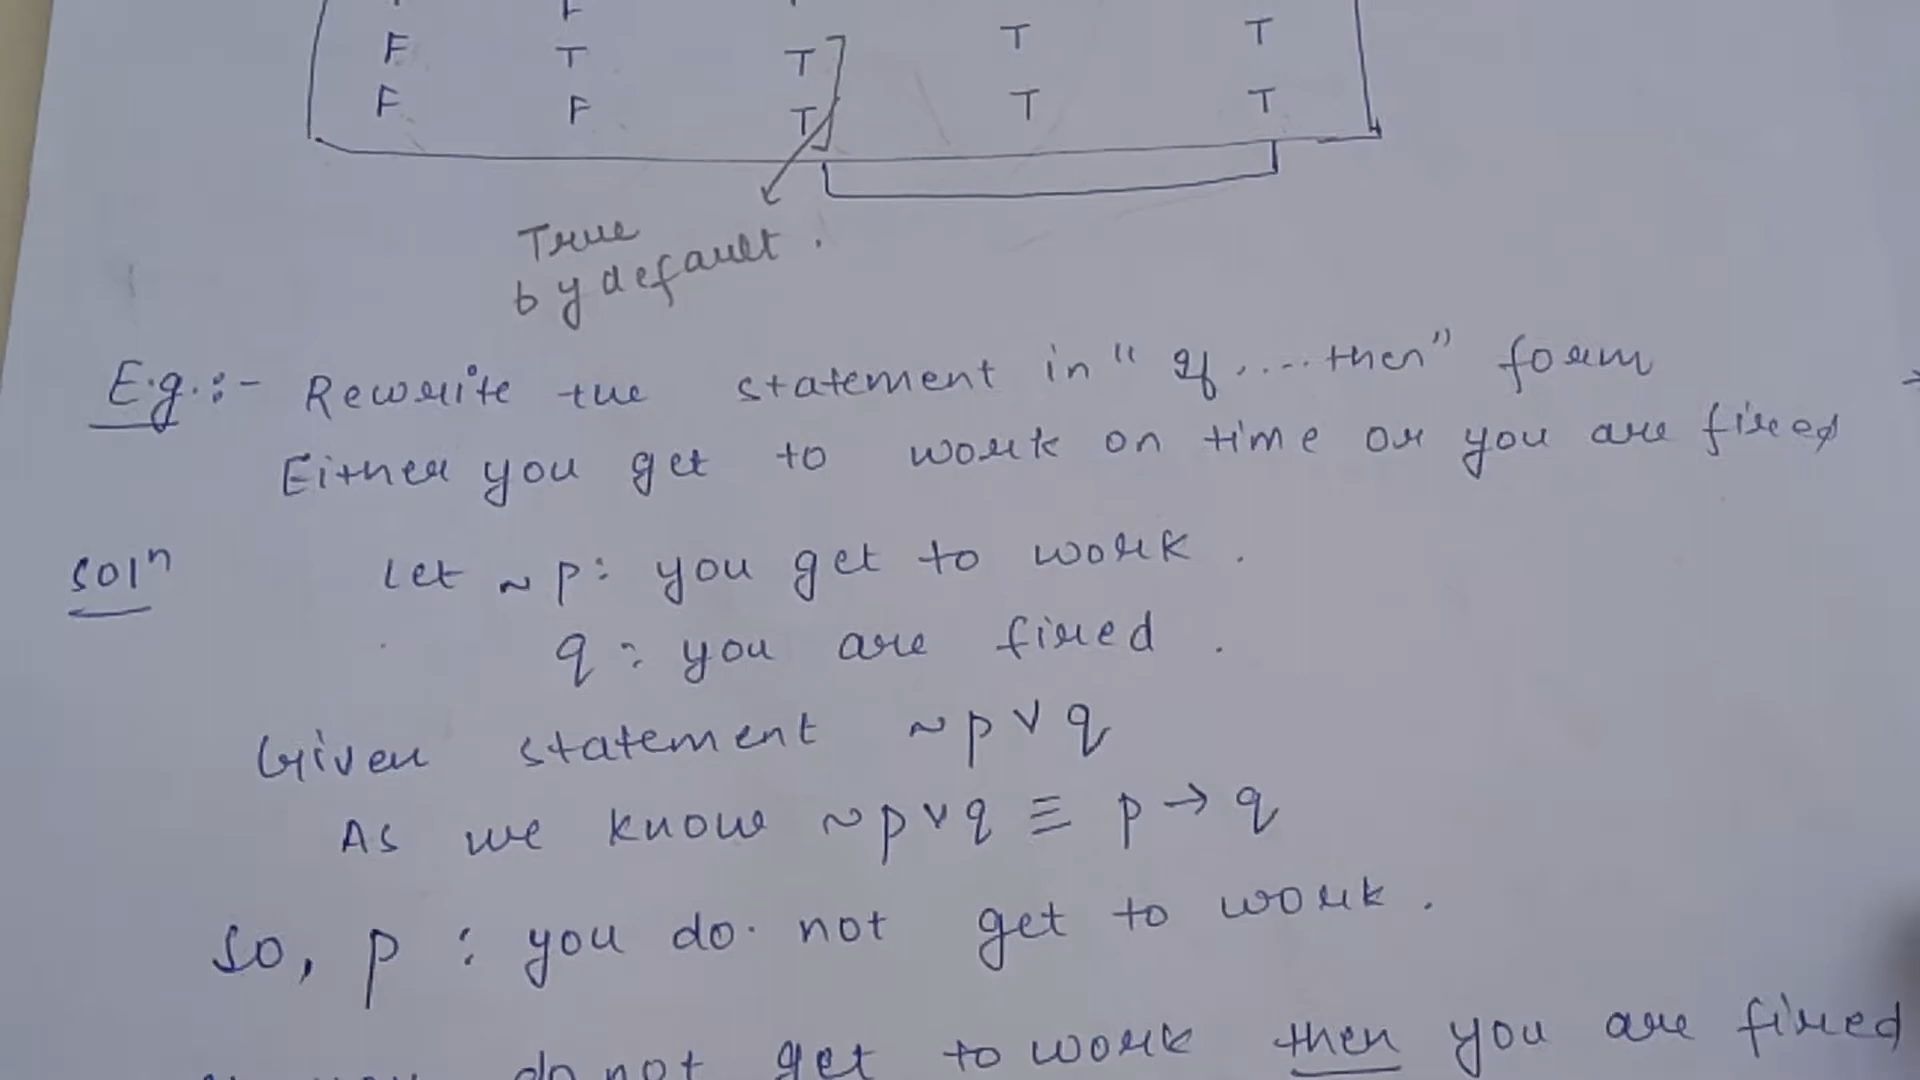 F T T T T
F F T T T
True
by default.
E.g.:- Rewrite the statement in "If ....then" form
Either you get to work on time or you are fired
Solⁿ Let ~p: you get to work.
q: you are fired.
Given statement ~p∨q
As we know ~p∨q ≡ p→q
So, p: you do not get to work.
do not get to work then you are fired